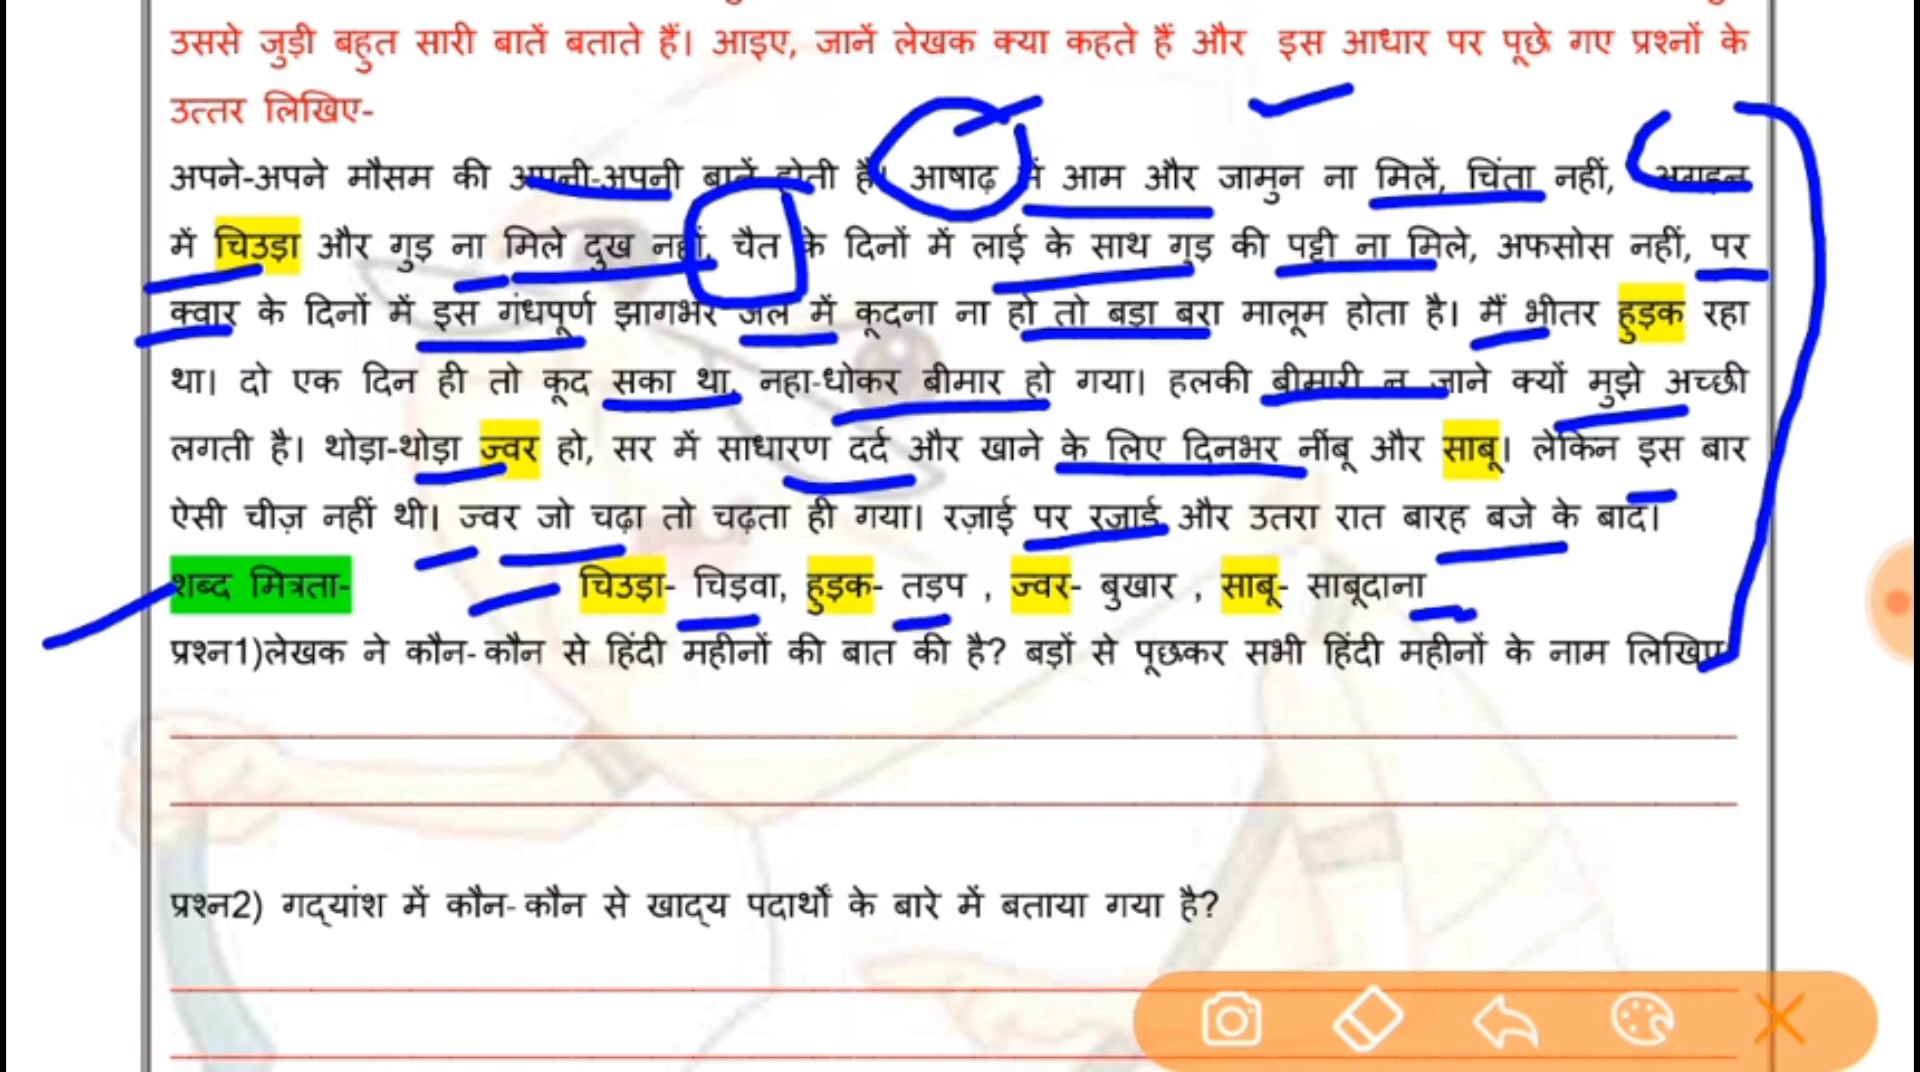 उससे जुड़ी बहुत सारी बातें बताते हैं। आइए, जानें लेखक क्या कहते हैं और इस आधार पर पूछे गए प्रश्नों के
उत्तर लिखिए-
अपने-अपने मौसम की अपनी-अपनी बातें होती हैं। आषाढ़ में आम और जामुन ना मिलें, चिंता नहीं, अगहन
में चिउड़ा और गुड़ ना मिले दुख नहीं, चैत के दिनों में लाई के साथ गुड़ की पट्टी ना मिले, अफसोस नहीं, पर
क्वार के दिनों में इस गंधपूर्ण झागभर जल में कूदना ना हो तो बड़ा बरा मालूम होता है। मैं भीतर हुड़क रहा
था। दो एक दिन ही तो कूद सका था, नहा-धोकर बीमार हो गया। हलकी बीमारी न जाने क्यों मुझे अच्छी
लगती है। थोड़ा-थोड़ा ज्वर हो, सर में साधारण दर्द और खाने के लिए दिनभर नींबू और साबू। लेकिन इस बार
ऐसी चीज़ नहीं थी। ज्वर जो चढ़ा तो चढ़ता ही गया। रज़ाई पर रज़ाई और उतरा रात बारह बजे के बाद।
शब्द मित्रता- चिउड़ा- चिड़वा, हुड़क- तड़प , ज्वर- बुखार , साबू- साबूदाना
प्रश्न1)लेखक ने कौन-कौन से हिंदी महीनों की बात की है? बड़ों से पूछकर सभी हिंदी महीनों के नाम लिखिए
प्रश्न2) गद्यांश में कौन-कौन से खाद्य पदार्थों के बारे में बताया गया है?